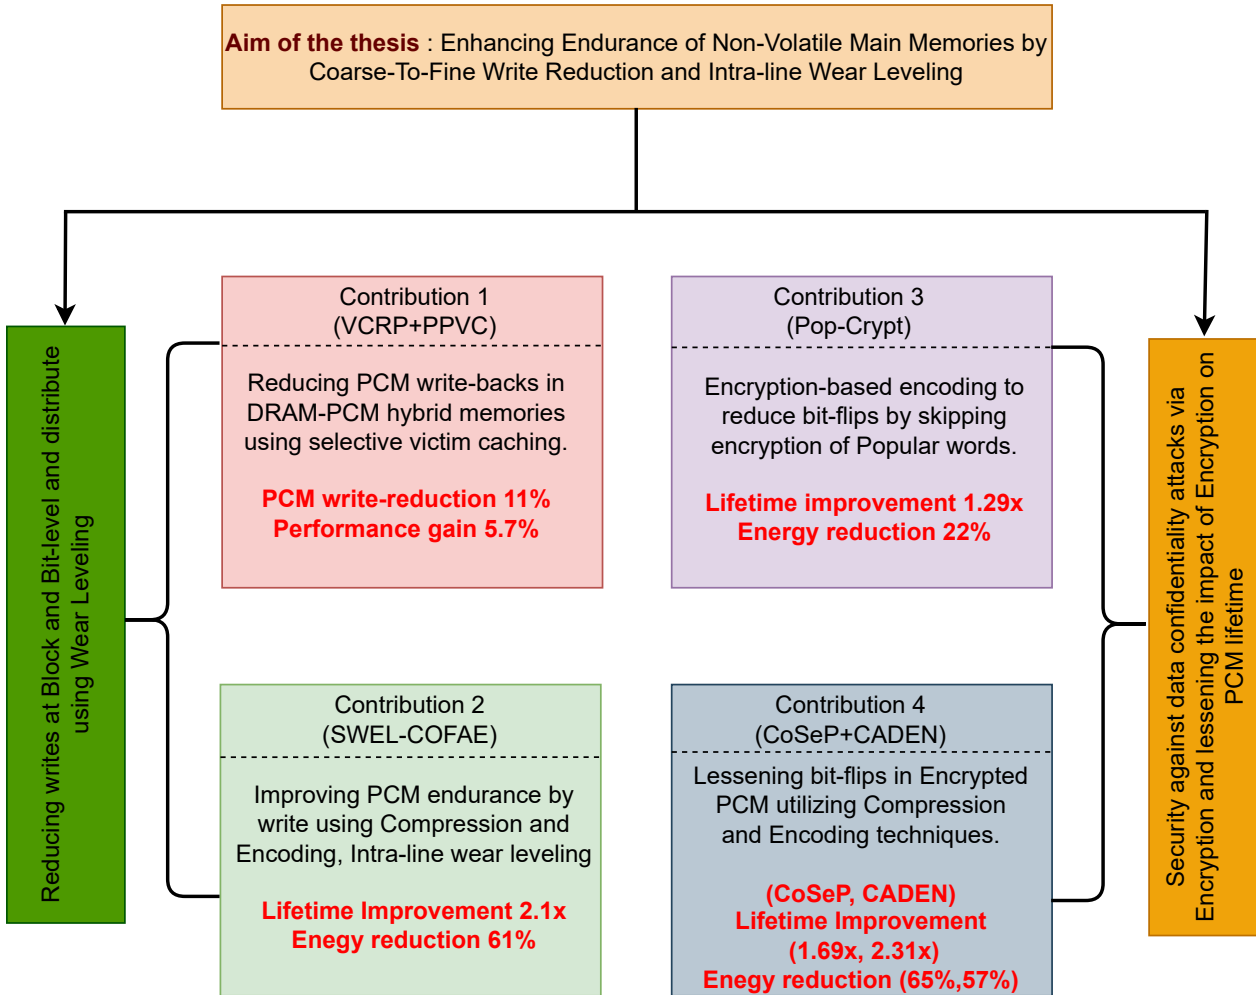 Aim of the thesis : Enhancing Endurance of Non-Volatile Main Memories by
Coarse-To-Fine Write Reduction and Intra-line Wear Leveling
Reducing writes at Block and Bit-level and distribute
using Wear Leveling
Contribution 1
(VCRP+PPVC)
Reducing PCM write-backs in
DRAM-PCM hybrid memories
using selective victim caching.
PCM write-reduction 11%
Performance gain 5.7%
Contribution 2
(SWEL-COFAE)
Improving PCM endurance by
write using Compression and
Encoding, Intra-line wear leveling
Lifetime Improvement 2.1x
Enegy reduction 61%
Contribution 3
(Pop-Crypt)
Encryption-based encoding to
reduce bit-flips by skipping
encryption of Popular words.
Lifetime improvement 1.29x
Energy reduction 22%
Contribution 4
(CoSeP+CADEN)
Lessening bit-flips in Encrypted
PCM utilizing Compression
and Encoding techniques.
(CoSeP, CADEN)
Lifetime Improvement
(1.69x, 2.31x)
Enegy reduction (65%,57%)
Security against data confidentiality attacks via
Encryption and lessening the impact of Encryption on
PCM lifetime